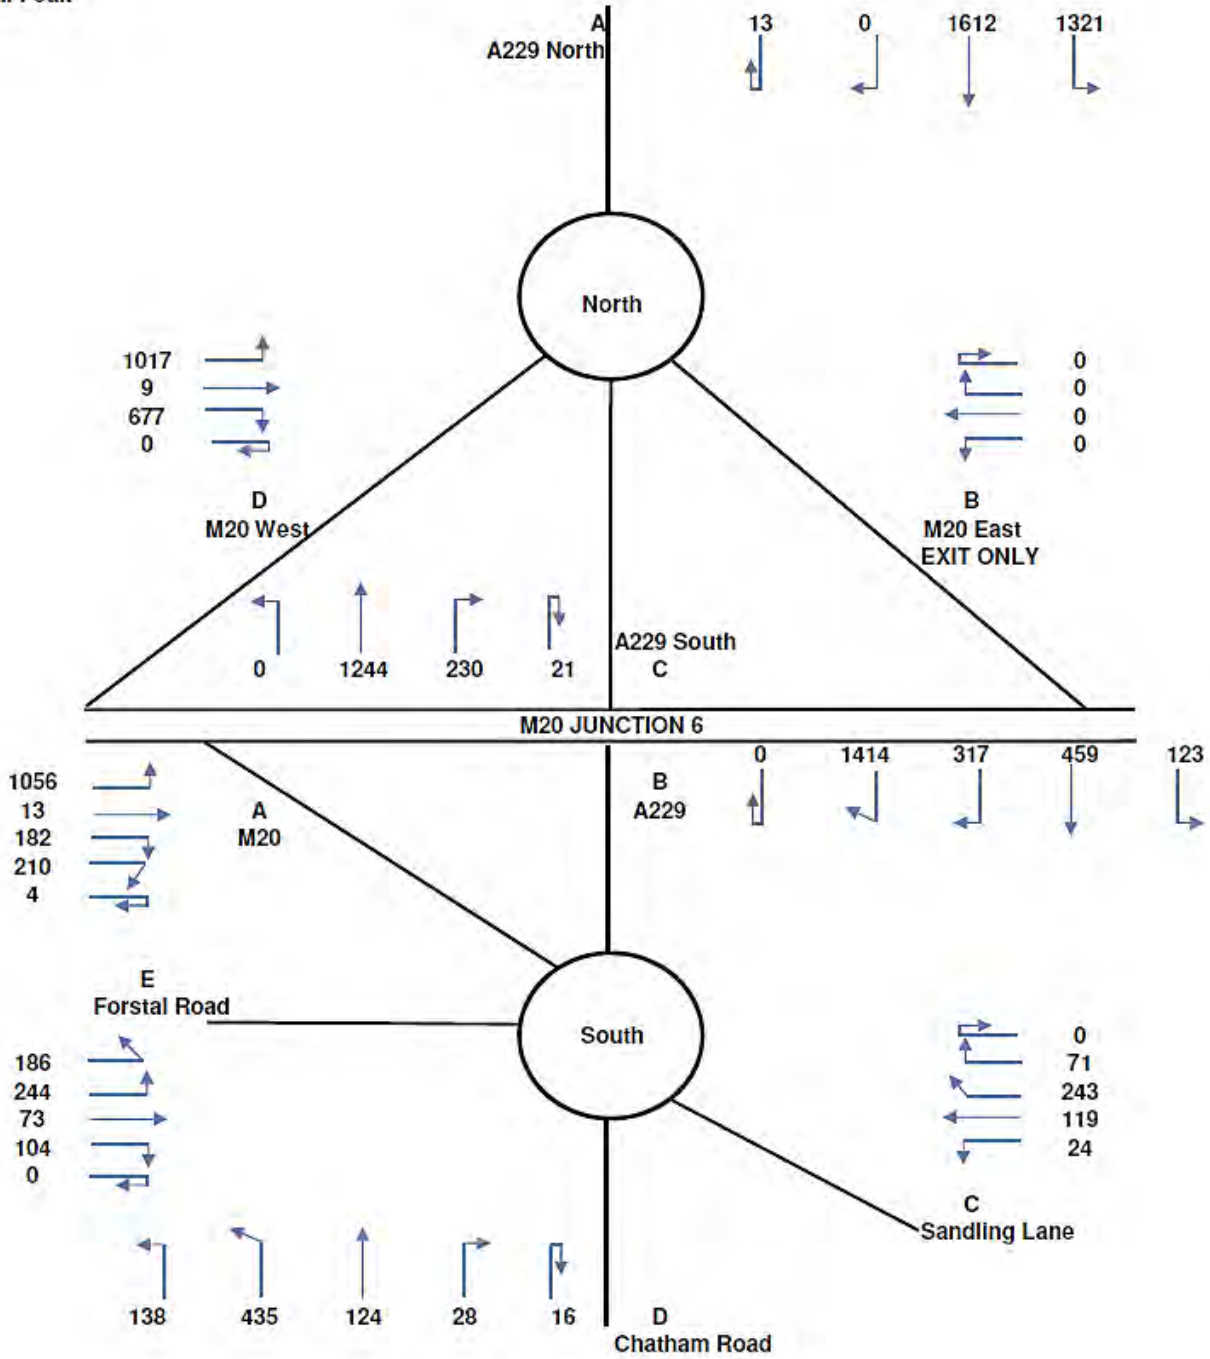 A 13 0 1612 1321
A229 North
North
1017
9
677
0
0
0
0
0
D
M20 West
B
M20 East
EXIT ONLY
A229 South
0 1244 230 21 C
M20 JUNCTION 6
1056
13
182
210
4
A
M20
B
A229
0 1414 317 459 123
E
Forstal Road
South
186
244
73
104
0
0
71
243
119
24
C
Sandling Lane
138 435 124 28 16 D
Chatham Road